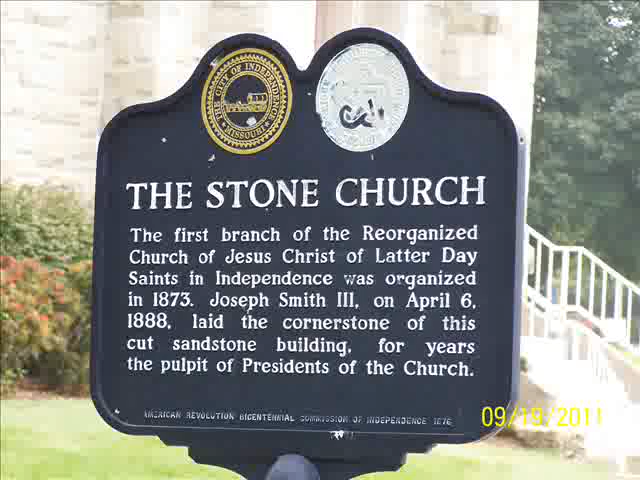 THE CITY OF INDEPENDENCE
MISSOURI
THE STONE CHURCH
The first branch of the Reorganized
Church of Jesus Christ of Latter Day
Saints in Independence was organized
in 1873. Joseph Smith III, on April 6,
1888, laid the cornerstone of this
cut sandstone building, for years
the pulpit of Presidents of the Church.
AMERICAN REVOLUTION BICENTENNIAL COMMISSION OF INDEPENDENCE 1976
09/19/2011